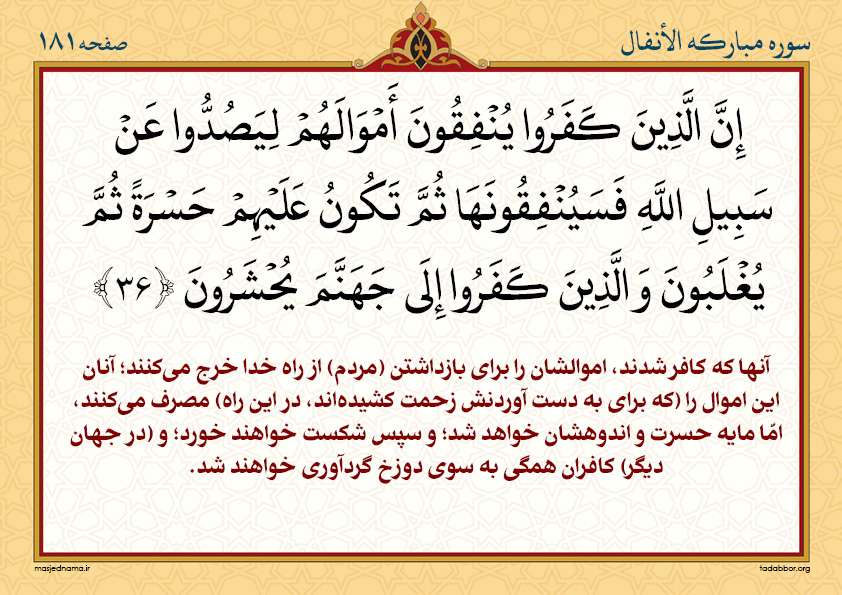 سوره مبارکه الأنفال
صفحه ۱۸۱
إِنَّ الَّذِينَ كَفَرُوا يُنْفِقُونَ أَمْوَالَهُمْ لِيَصُدُّوا عَنْ
سَبِيلِ اللَّهِ فَسَيُنْفِقُونَهَا ثُمَّ تَكُونُ عَلَيْهِمْ حَسْرَةً ثُمَّ
يُغْلَبُونَ وَالَّذِينَ كَفَرُوا إِلَى جَهَنَّمَ يُحْشَرُونَ ﴿۳۶﴾
آنها که کافر شدند، اموالشان را برای بازداشتن (مردم) از راه خدا خرج می‌کنند؛ آنان
این اموال را (که برای به دست آوردنش زحمت کشیده‌اند، در این راه) مصرف می‌کنند،
امّا مایه حسرت و اندوهشان خواهد شد؛ و سپس شکست خواهند خورد؛ و (در جهان
دیگر) کافران همگی به سوی دوزخ گردآوری خواهند شد.
masjednama.ir
tadabbor.org